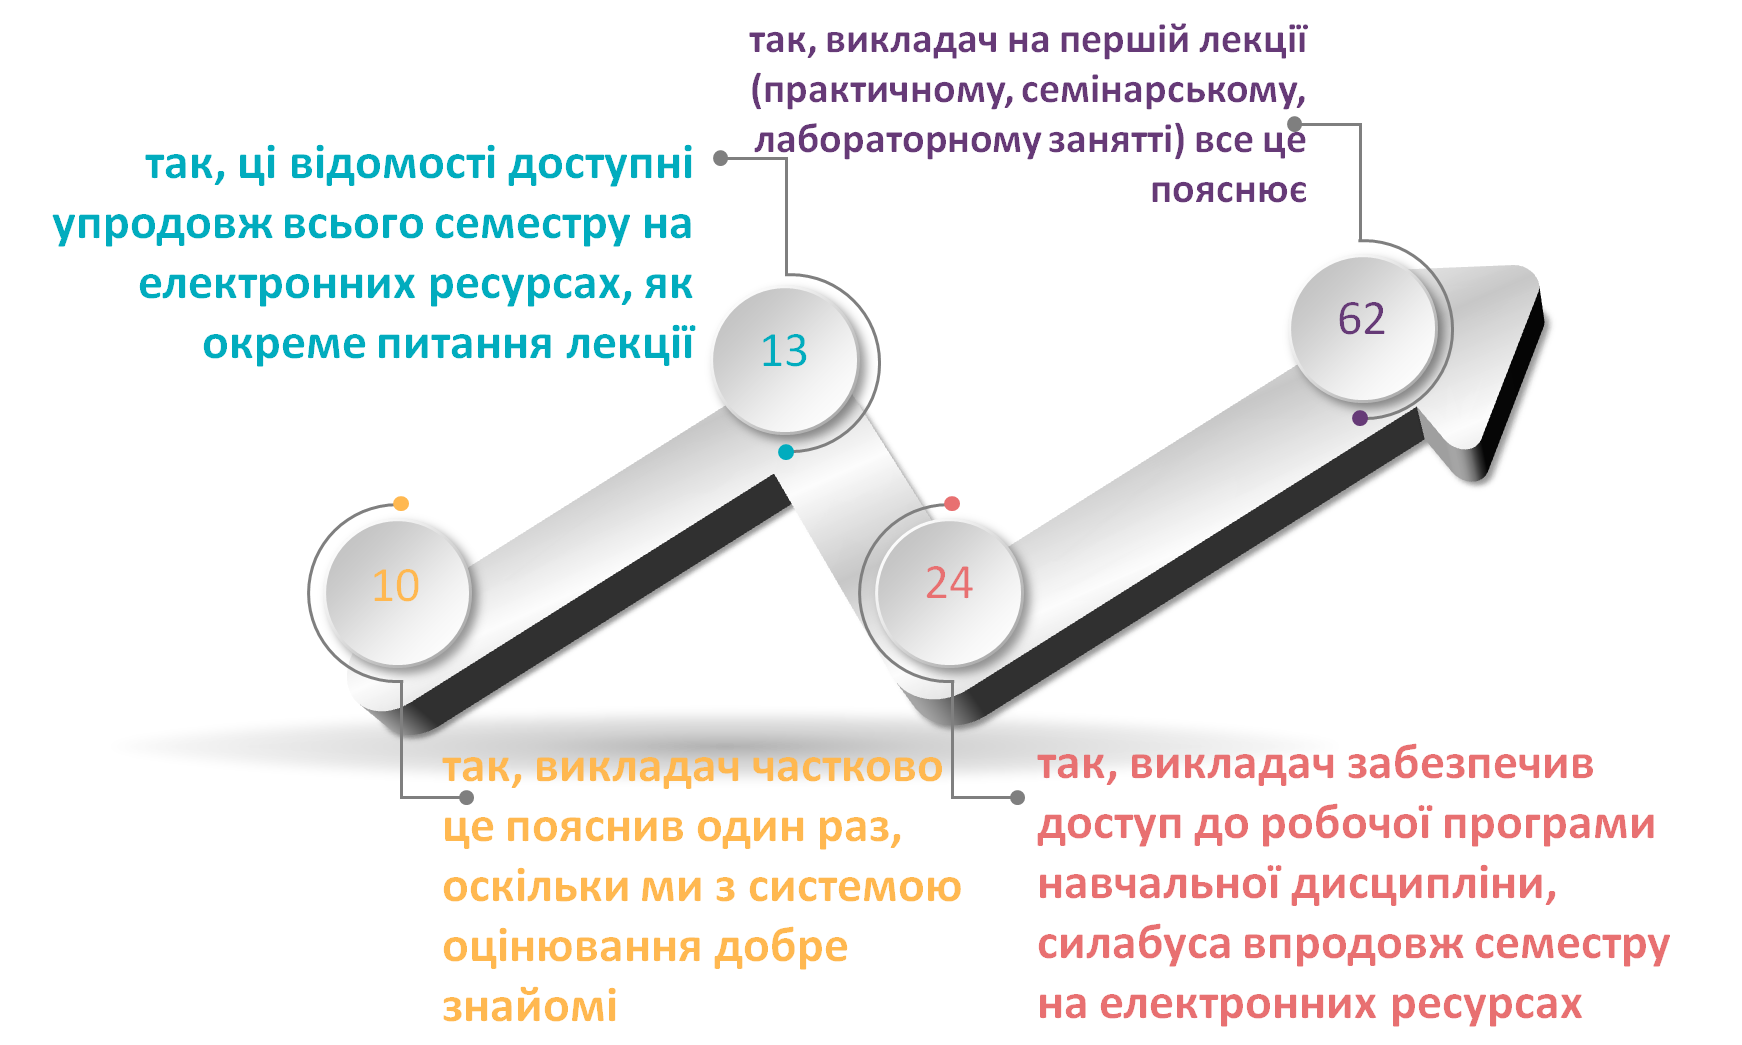 так, викладач на першій лекції
(практичному, семінарському,
лабораторному занятті) все це
пояснює
так, ці відомості доступні
упродовж всього семестру на
електронних ресурсах, як
окреме питання лекції
62
13
10
24
так, викладач частково
це пояснив один раз,
оскільки ми з системою
оцінювання добре
знайомі
так, викладач забезпечив
доступ до робочої програми
навчальної дисципліни,
силабуса впродовж семестру
на електронних ресурсах